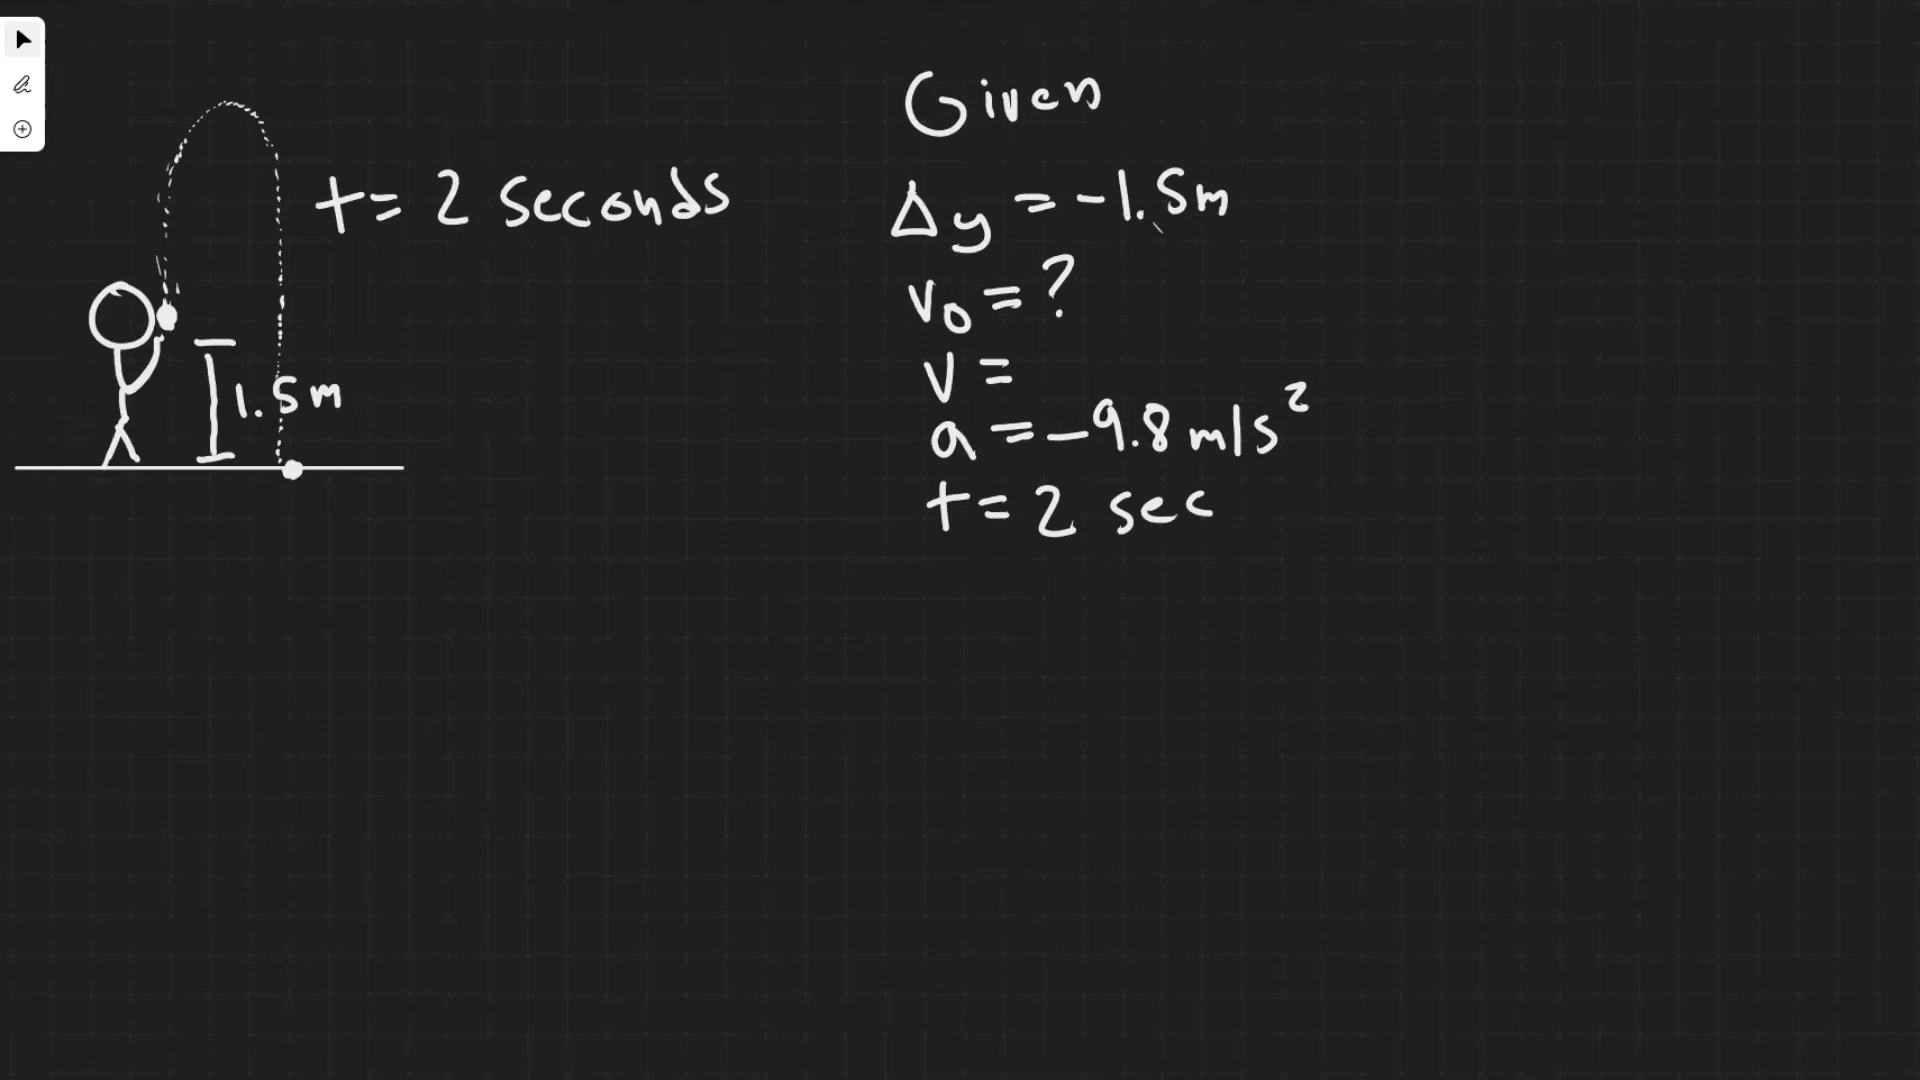 t = 2 seconds
1.5m
Given
Δy = -1.5m
v₀ = ?
v =
a = -9.8 m/s²
t = 2 sec